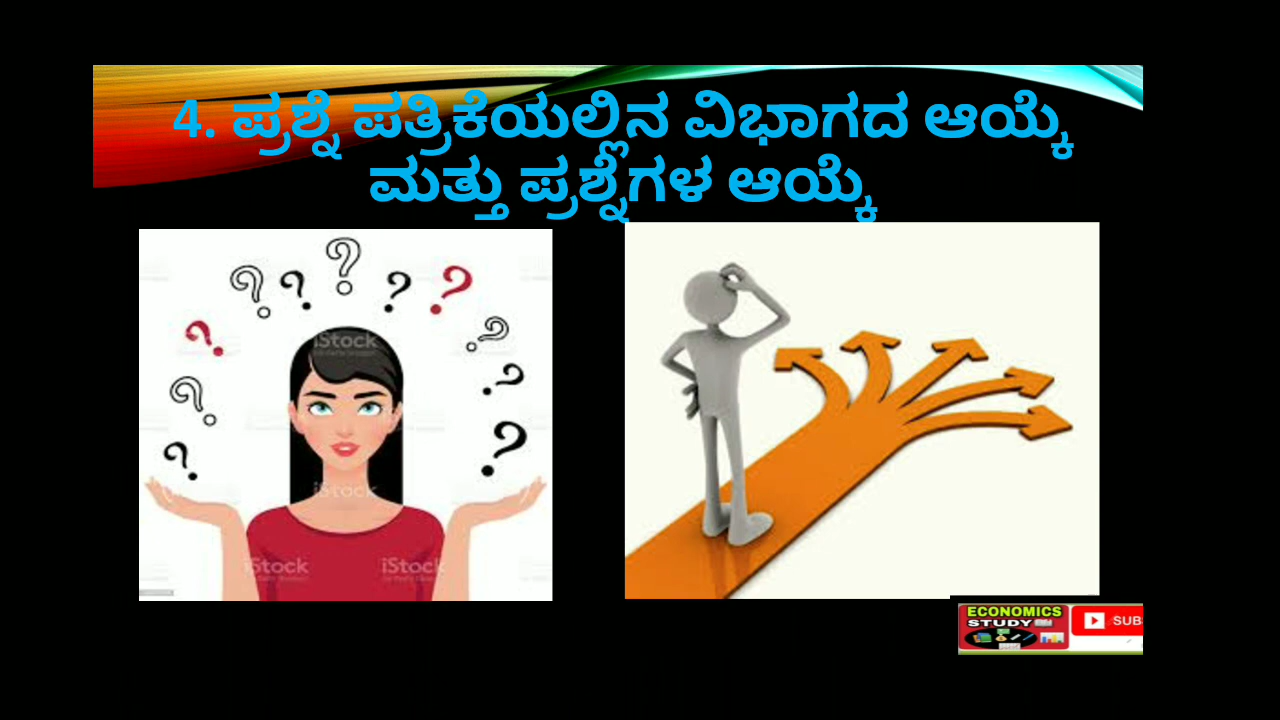 4. ಪ್ರಶ್ನೆ ಪತ್ರಿಕೆಯಲ್ಲಿನ ವಿಭಾಗದ ಆಯ್ಕೆ
ಮತ್ತು ಪ್ರಶ್ನೆಗಳ ಆಯ್ಕೆ
iStock
iStock
iStock
iStock
ECONOMICS
STUDY
SUB